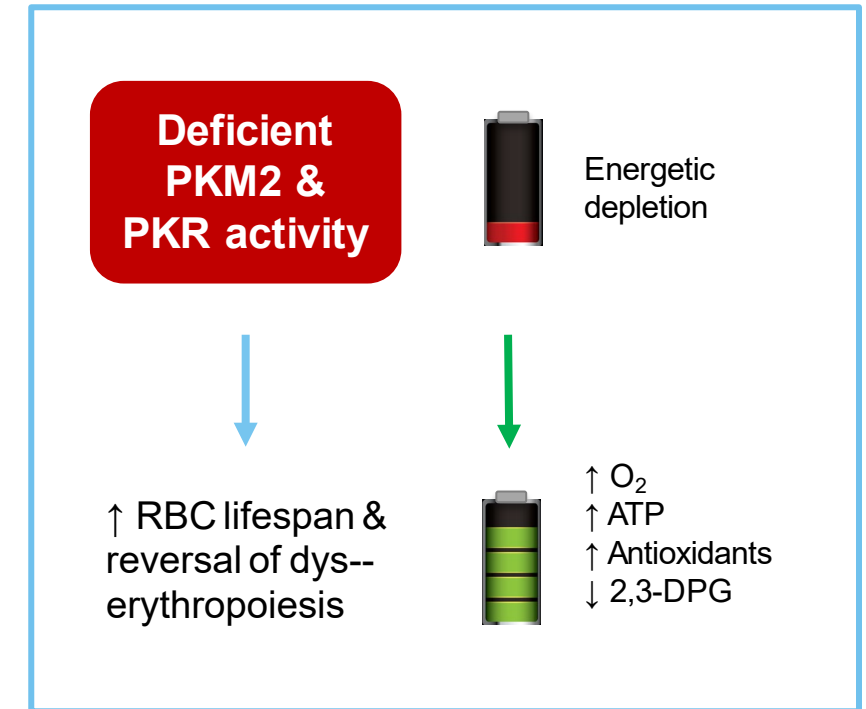 Deficient
PKM2 &
PKR activity
Energetic
depletion
↑ RBC lifespan &
reversal of dys--
erythropoiesis
↑ O₂
↑ ATP
↑ Antioxidants
↓ 2,3-DPG